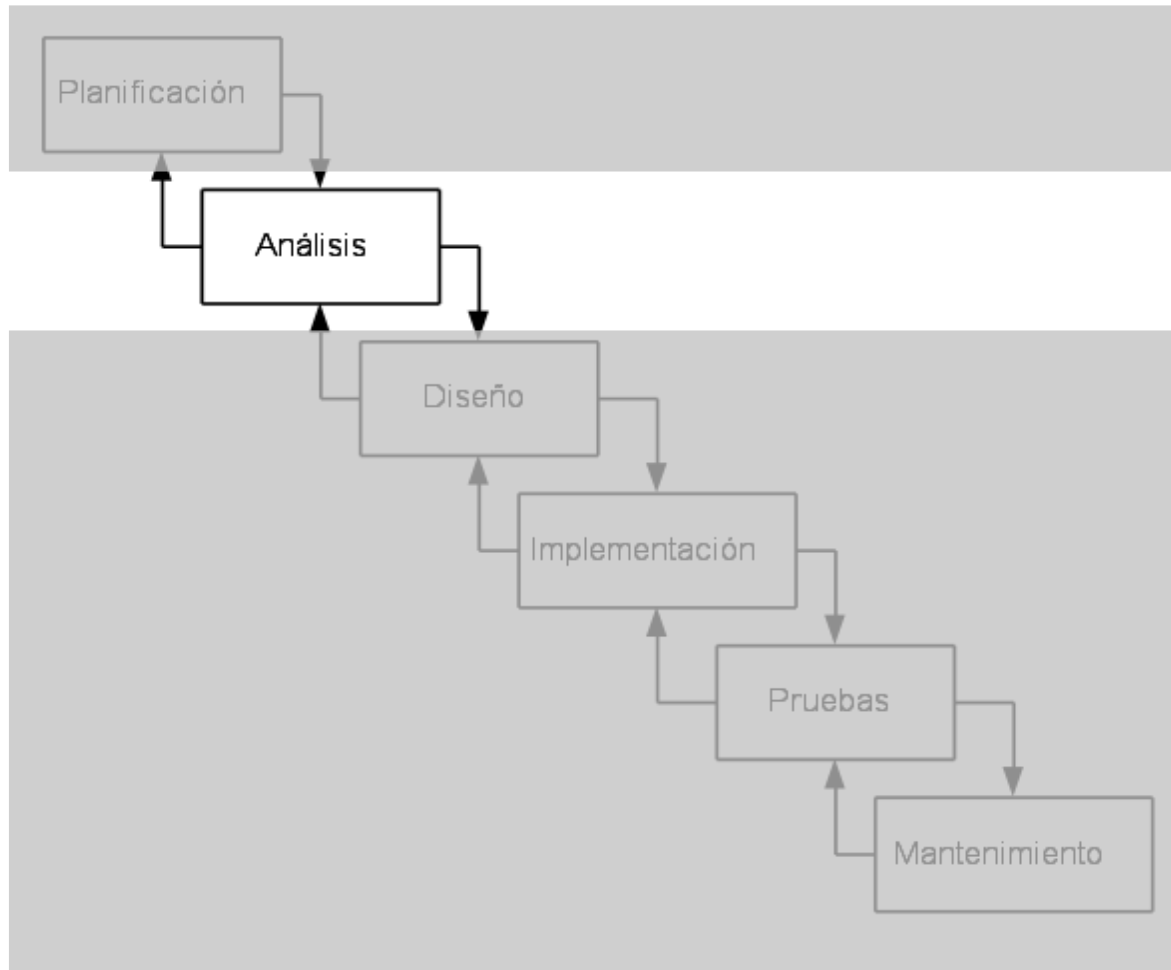 Planificación
Análisis
Diseño
Implementación
Pruebas
Mantenimiento